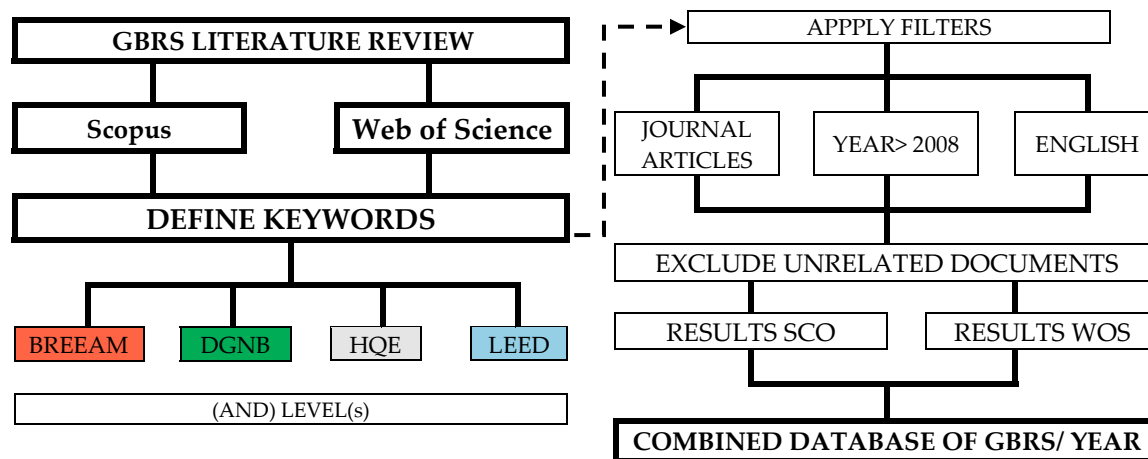 GBRS LITERATURE REVIEW
Scopus
Web of Science
DEFINE KEYWORDS
BREEAM
DGNB
HQE
LEED
(AND) LEVEL(s)
APPPLY FILTERS
JOURNAL
ARTICLES
YEAR> 2008
ENGLISH
EXCLUDE UNRELATED DOCUMENTS
RESULTS SCO
RESULTS WOS
COMBINED DATABASE OF GBRS/ YEAR